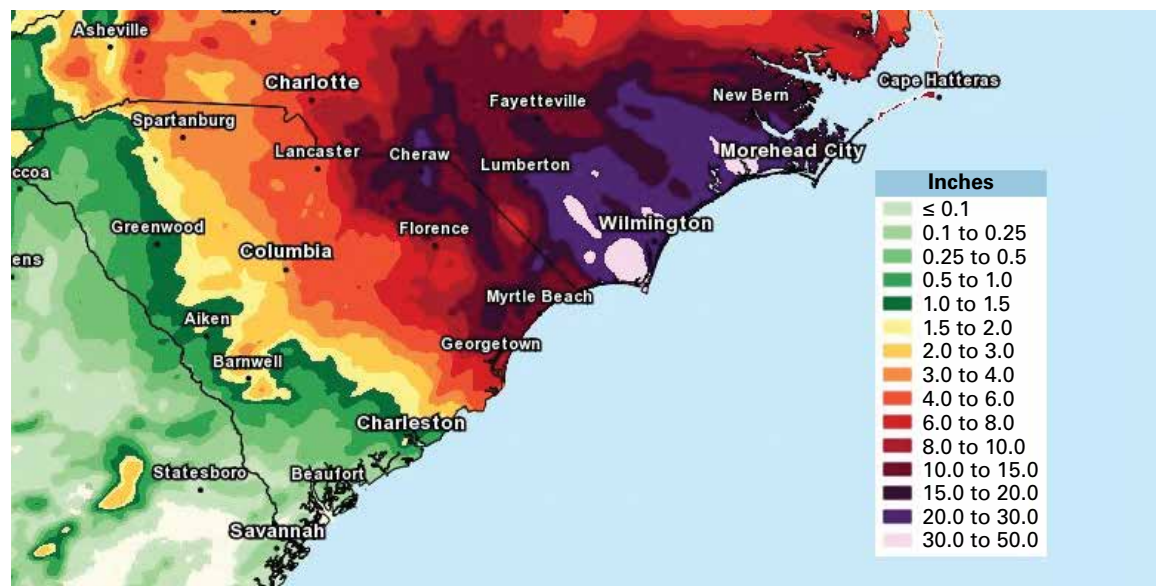 Asheville
Charlotte
Cape Hatteras
Fayetteville
New Bern
Spartanburg
Lancaster
Cheraw
Lumberton
Morehead City
ccoa
Greenwood
Florence
Wilmington
Columbia
ens
Myrtle Beach
Aiken
Georgetown
Barnwell
Charleston
Statesboro
Beaufort
Savannah
Inches
≤ 0.1
0.1 to 0.25
0.25 to 0.5
0.5 to 1.0
1.0 to 1.5
1.5 to 2.0
2.0 to 3.0
3.0 to 4.0
4.0 to 6.0
6.0 to 8.0
8.0 to 10.0
10.0 to 15.0
15.0 to 20.0
20.0 to 30.0
30.0 to 50.0